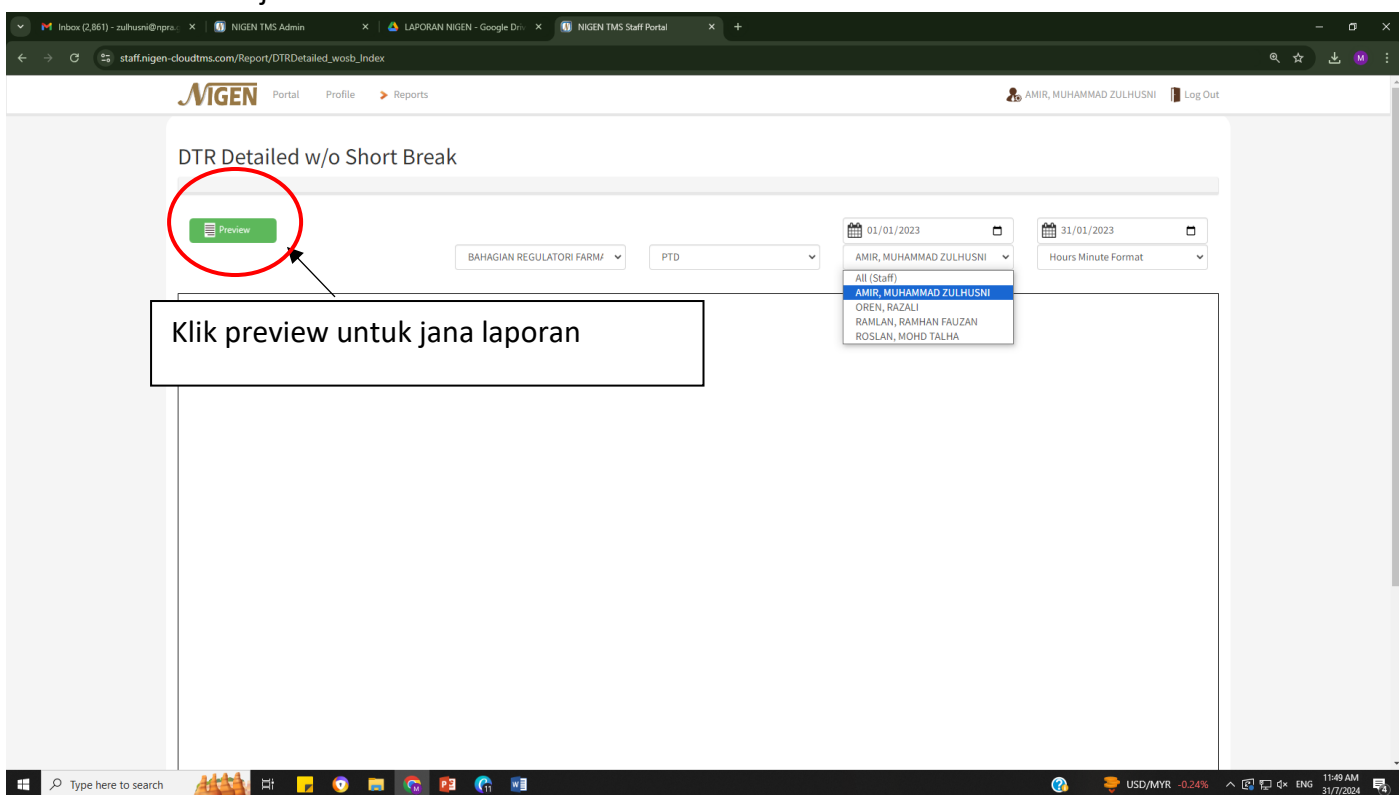 Inbox (2,861) - zulhusni@npra.g
NIGEN TMS Admin
LAPORAN NIGEN - Google Driv
NIGEN TMS Staff Portal
staff.nigen-cloudtms.com/Report/DTRDetailed_wosb_Index
M
NIGEN Portal Profile Reports
AMIR, MUHAMMAD ZULHUSNI Log Out
DTR Detailed w/o Short Break
Preview
01/01/2023
31/01/2023
BAHAGIAN REGULATORI FARMA
PTD
AMIR, MUHAMMAD ZULHUSNI
Hours Minute Format
All (Staff)
AMIR, MUHAMMAD ZULHUSNI
OREN, RAZALI
RAMLAN, RAMHAN FAUZAN
ROSLAN, MOHD TALHA
Klik preview untuk jana laporan
Type here to search
USD/MYR -0.24%
ENG
11:49 AM
31/7/2024
4